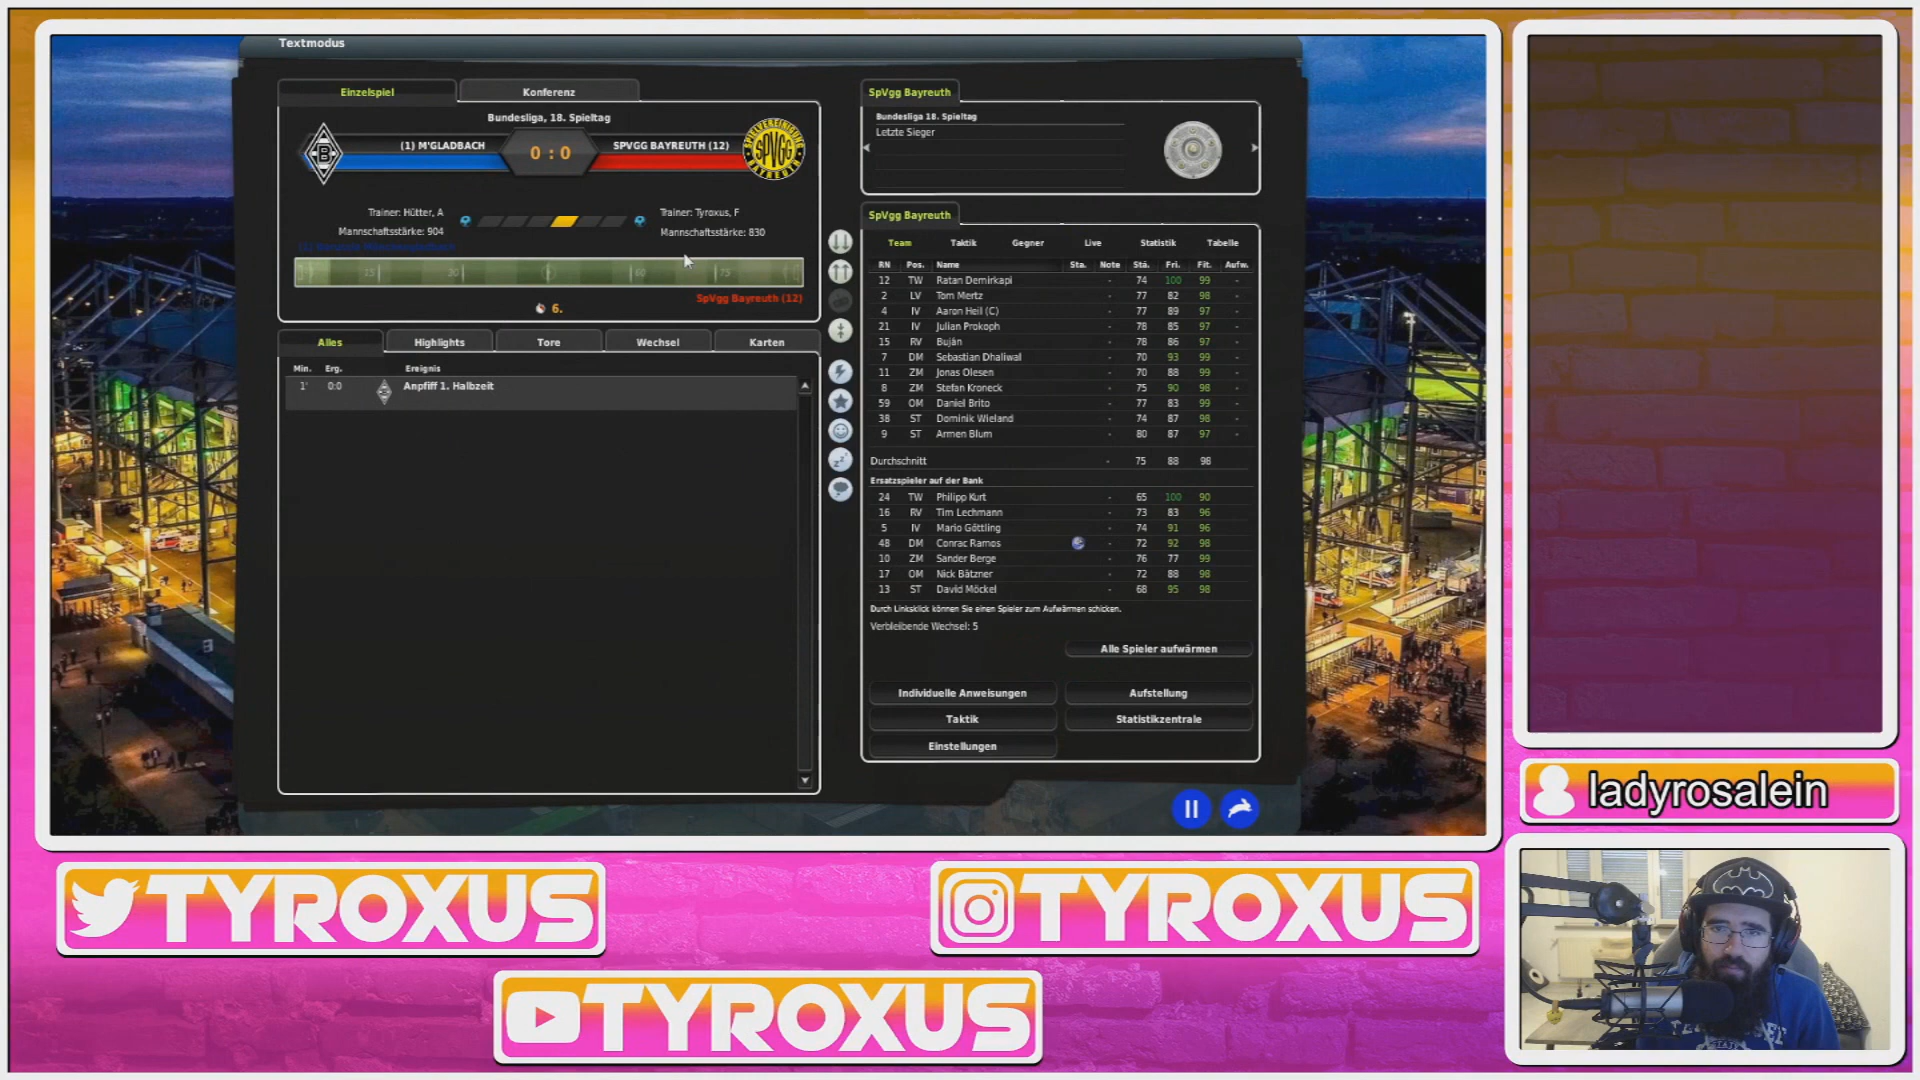 Textmodus
Einzelspiel
Konferenz
Bundesliga, 18. Spieltag
(1) M'GLADBACH
0 : 0
SPVGG BAYREUTH (12)
SPIELVEREINIGUNG
SPVGG
BAYREUTH
Trainer: Hütter, A
Trainer: Tyroxus, F
Mannschaftsstärke: 904
Mannschaftsstärke: 830
(1) Borussia Mönchengladbach
15
30
60
75
SpVgg Bayreuth (12)
6.
Alles
Highlights
Tore
Wechsel
Karten
Min. Erg. Ereignis
1' 0:0 Anpfiff 1. Halbzeit
SpVgg Bayreuth
Bundesliga 18. Spieltag
Letzte Sieger
SpVgg Bayreuth
Team Taktik Gegner Live Statistik Tabelle
RN Pos. Name Sta. Note Stä. Fri. Fit. Aufw.
12 TW Ratan Demirkapi - 74 100 99 -
2 LV Tom Mertz - 77 82 98 -
4 IV Aaron Heil (C) - 77 89 97 -
21 IV Julian Prokoph - 78 85 97 -
15 RV Buján - 78 86 97 -
7 DM Sebastian Dhaliwal - 70 93 99 -
11 ZM Jonas Olesen - 70 88 99 -
8 ZM Stefan Kroneck - 75 90 98 -
59 OM Daniel Brito - 77 83 99 -
38 ST Dominik Wieland - 74 87 98 -
9 ST Armen Blum - 80 87 97 -
Durchschnitt - 75 88 98
Ersatzspieler auf der Bank
24 TW Philipp Kurt - 65 100 90
16 RV Tim Lechmann - 73 83 96
5 IV Mario Göttling - 74 91 96
48 DM Conrac Ramos - 72 92 98
10 ZM Sander Berge - 76 77 99
17 OM Nick Bätzner - 72 88 98
13 ST David Möckel - 68 95 98
Durch Linksklick können Sie einen Spieler zum Aufwärmen schicken.
Verbleibende Wechsel: 5
Alle Spieler aufwärmen
Individuelle Anweisungen
Aufstellung
Taktik
Statistikzentrale
Einstellungen
ladyrosalein
TYROXUS
TYROXUS
TYROXUS